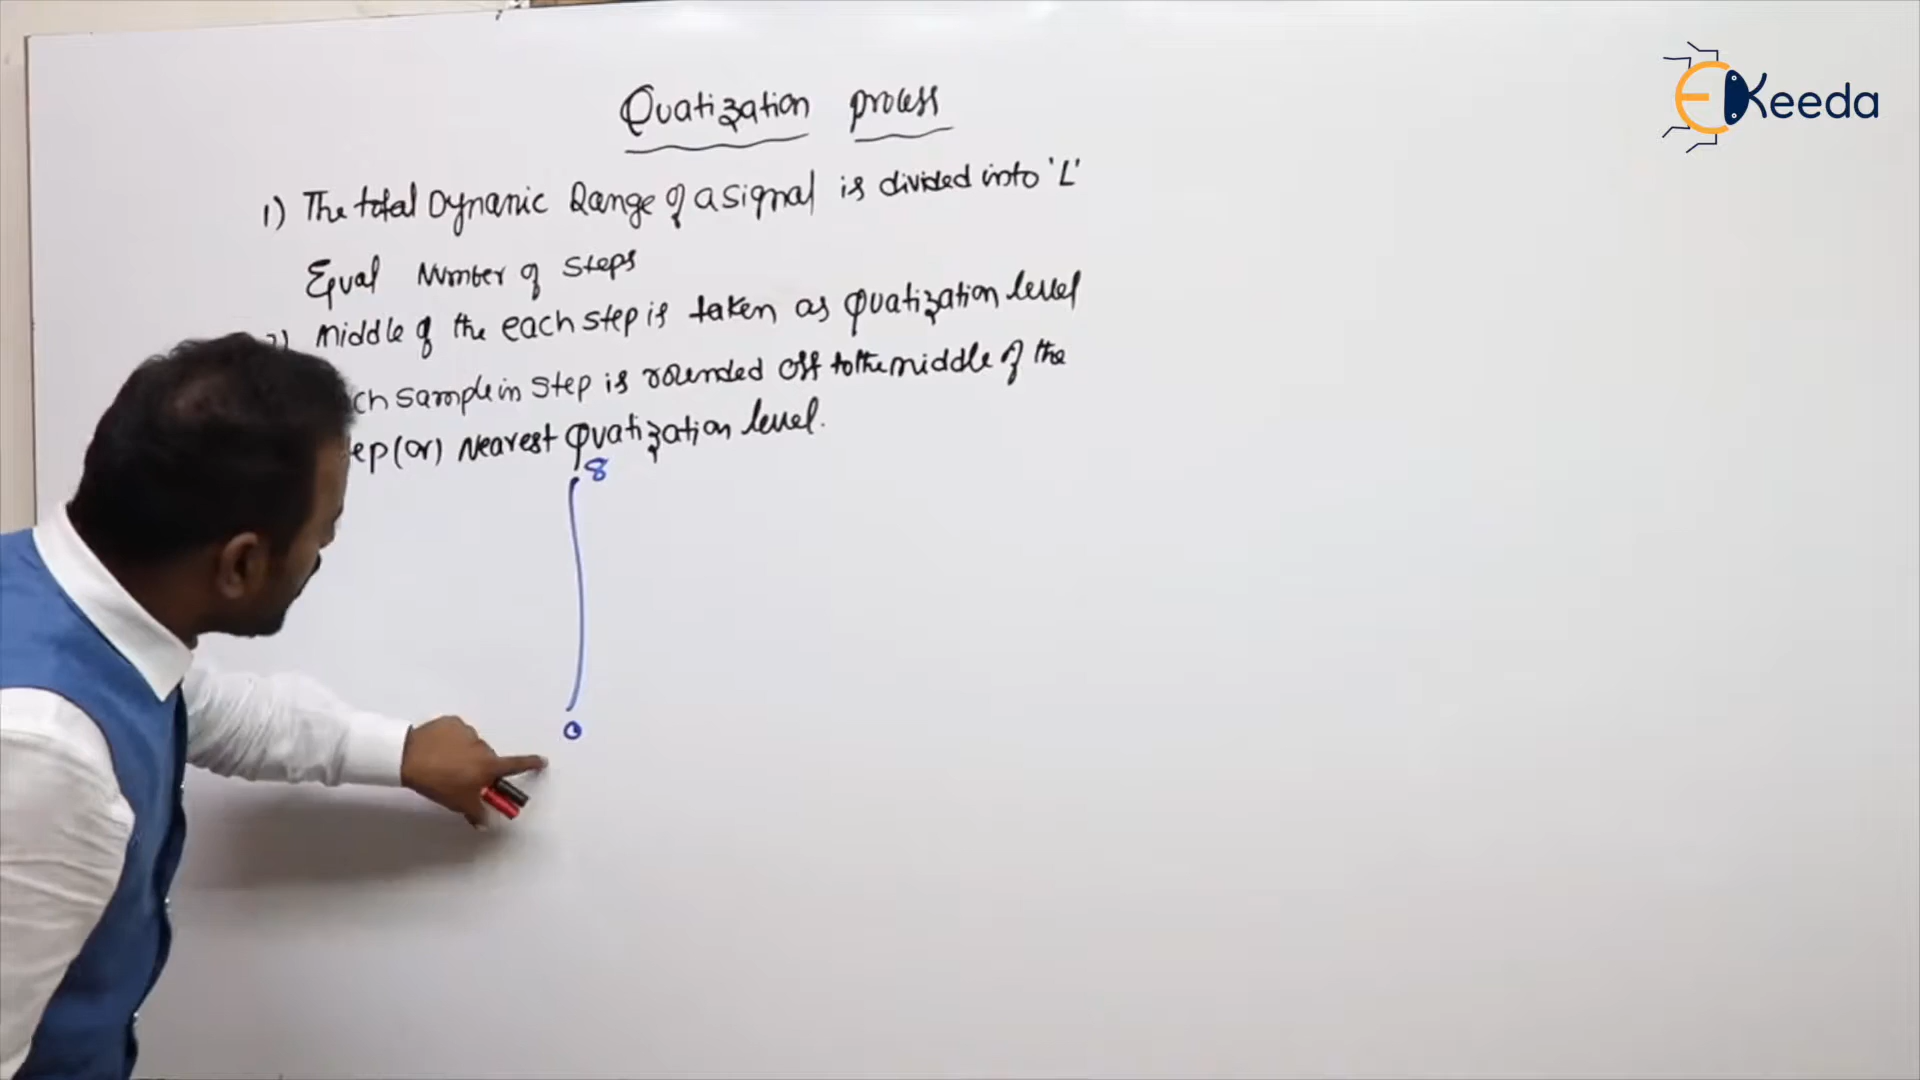 Quatization process
EKeeda
1) The total Dynamic Range of a signal is divided into 'L'
Equal Number of steps
2) Middle of the each step is taken as quatization level
ch sample in step is rounded off to the middle of the
ep (or) Nearest quatization level.
8
0